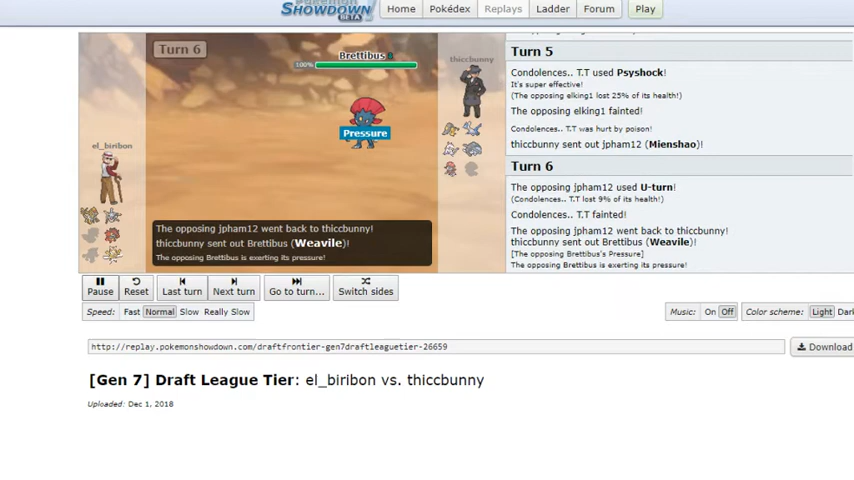 SHOWDOWN
BETA
Home
Pokédex
Replays
Ladder
Forum
Play
Turn 6
Brettibus
100%
Pressure
thiccbunny
el_biribon
The opposing jpham12 went back to thiccbunny!
thiccbunny sent out Brettibus (Weavile)!
The opposing Brettibus is exerting its pressure!
Turn 5
Condolences.. T.T used Psyshock!
It's super effective!
(The opposing elking1 lost 25% of its health!)
The opposing elking1 fainted!
Condolences.. T.T was hurt by poison!
thiccbunny sent out jpham12 (Mienshao)!
Turn 6
The opposing jpham12 used U-turn!
(Condolences.. T.T lost 9% of its health!)
Condolences.. T.T fainted!
The opposing jpham12 went back to thiccbunny!
thiccbunny sent out Brettibus (Weavile)!
[The opposing Brettibus's Pressure]
The opposing Brettibus is exerting its pressure!
Pause
Reset
Last turn
Next turn
Go to turn...
Switch sides
Speed: Fast Normal Slow Really Slow
Music: On Off
Color scheme: Light Dark
http://replay.pokemonshowdown.com/draftfrontier-gen7draftleaguetier-26659
Download
[Gen 7] Draft League Tier: el_biribon vs. thiccbunny
Uploaded: Dec 1, 2018